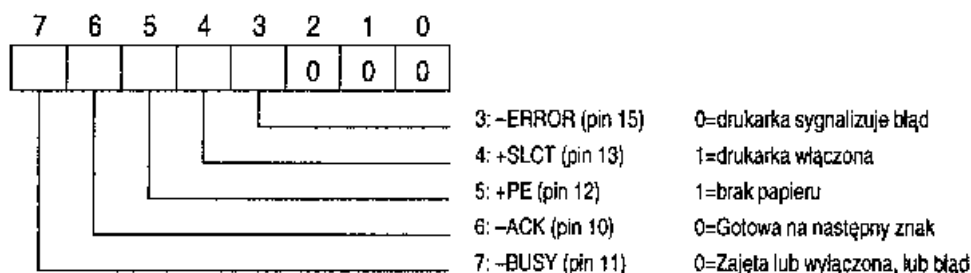 7 6 5 4 3 2 1 0
0 0 0
3: –ERROR (pin 15) 0=drukarka sygnalizuje błąd
4: +SLCT (pin 13) 1=drukarka włączona
5: +PE (pin 12) 1=brak papieru
6: –ACK (pin 10) 0=Gotowa na następny znak
7: –BUSY (pin 11) 0=Zajęta lub wyłączona, lub błąd